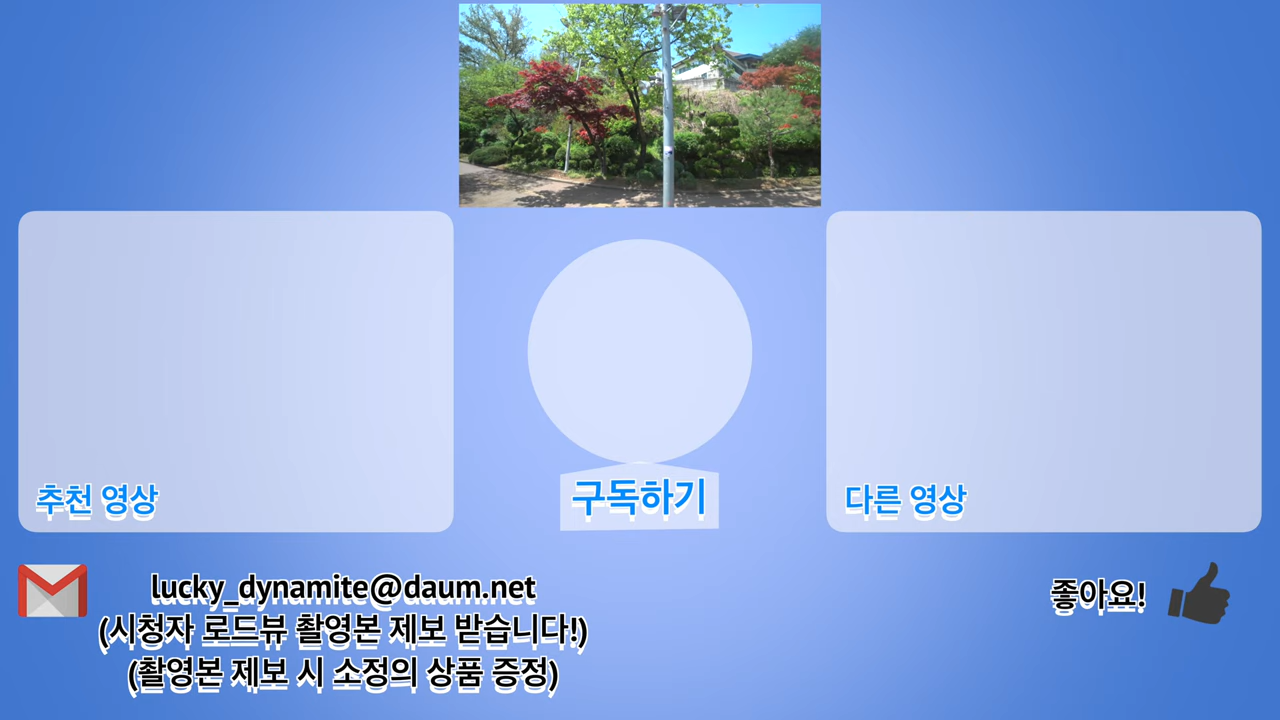 추천 영상
구독하기
다른 영상
lucky_dynamite@daum.net
(시청자 로드뷰 촬영본 제보 받습니다!)
(촬영본 제보 시 소정의 상품 증정)
좋아요!